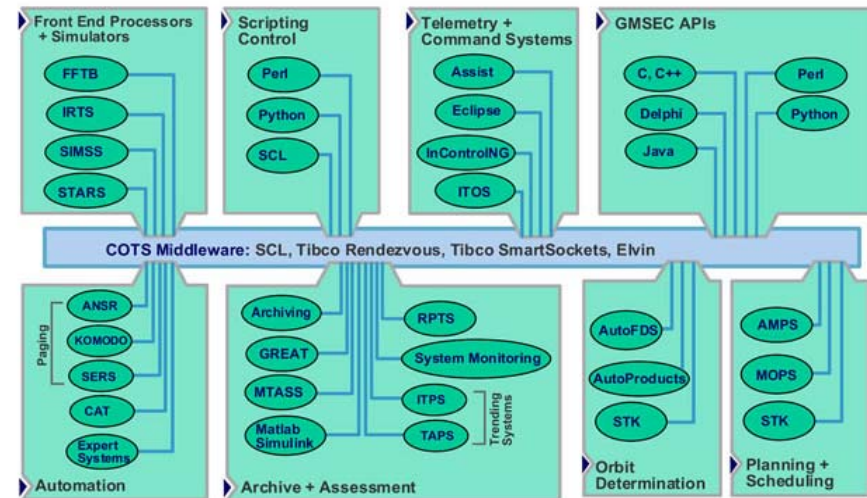 Front End Processors
+ Simulators
FFTB
IRTS
SIMSS
STARS
Scripting
Control
Perl
Python
SCL
Telemetry +
Command Systems
Assist
Eclipse
InControlNG
ITOS
GMSEC APIs
C, C++
Delphi
Java
Perl
Python
COTS Middleware: SCL, Tibco Rendezvous, Tibco SmartSockets, Elvin
Paging
ANSR
KOMODO
SERS
CAT
Expert
Systems
Automation
Archiving
GREAT
MTASS
Matlab
Simulink
RPTS
System Monitoring
ITPS
TAPS
Trending
Systems
Archive + Assessment
AutoFDS
AutoProducts
STK
Orbit
Determination
AMPS
MOPS
STK
Planning +
Scheduling